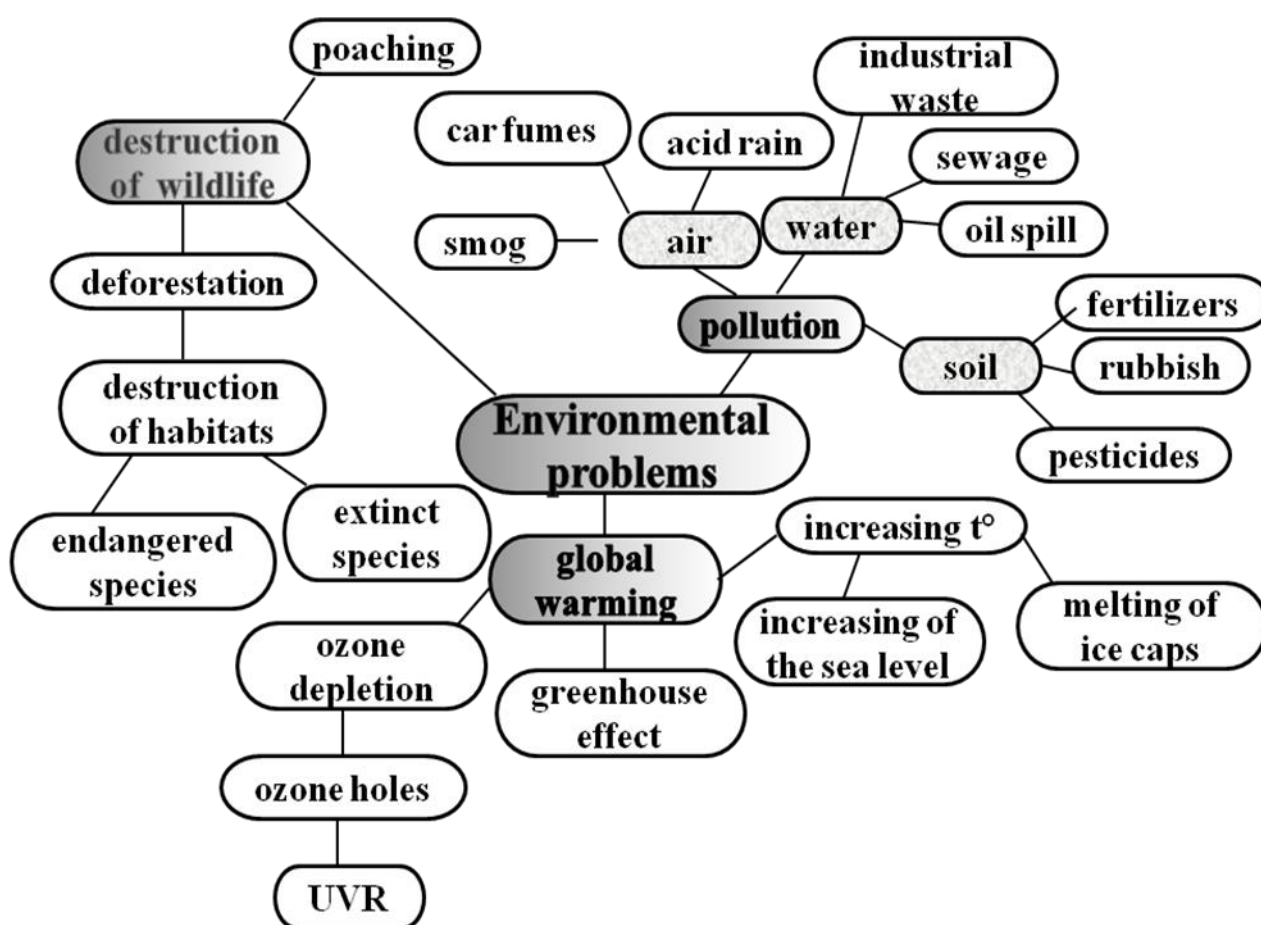 poaching
industrial
waste
car fumes
acid rain
destruction
of wildlife
sewage
smog
air
water
oil spill
deforestation
pollution
fertilizers
soil
rubbish
destruction
of habitats
Environmental
problems
pesticides
endangered
species
extinct
species
increasing t°
global
warming
ozone
depletion
greenhouse
effect
increasing of
the sea level
melting of
ice caps
ozone holes
UVR